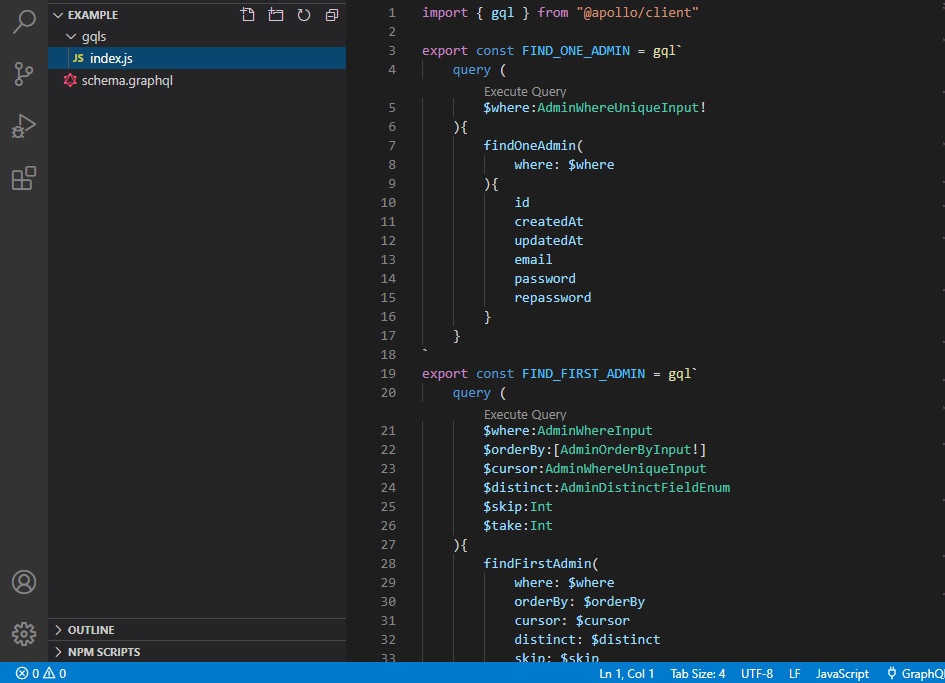 EXAMPLE
gqls
JS index.js
schema.graphql
OUTLINE
NPM SCRIPTS
1 import { gql } from "@apollo/client"
2
3 export const FIND_ONE_ADMIN = gql`
4 query (
Execute Query
5 $where:AdminWhereUniqueInput!
6 ){
7 findOneAdmin(
8 where: $where
9 ){
10 id
11 createdAt
12 updatedAt
13 email
14 password
15 repassword
16 }
17 }
18 `
19 export const FIND_FIRST_ADMIN = gql`
20 query (
Execute Query
21 $where:AdminWhereInput
22 $orderBy:[AdminOrderByInput!]
23 $cursor:AdminWhereUniqueInput
24 $distinct:AdminDistinctFieldEnum
25 $skip:Int
26 $take:Int
27 ){
28 findFirstAdmin(
29 where: $where
30 orderBy: $orderBy
31 cursor: $cursor
32 distinct: $distinct
33 skip: $skip
0 0 Ln 1, Col 1 Tab Size: 4 UTF-8 LF JavaScript GraphQL